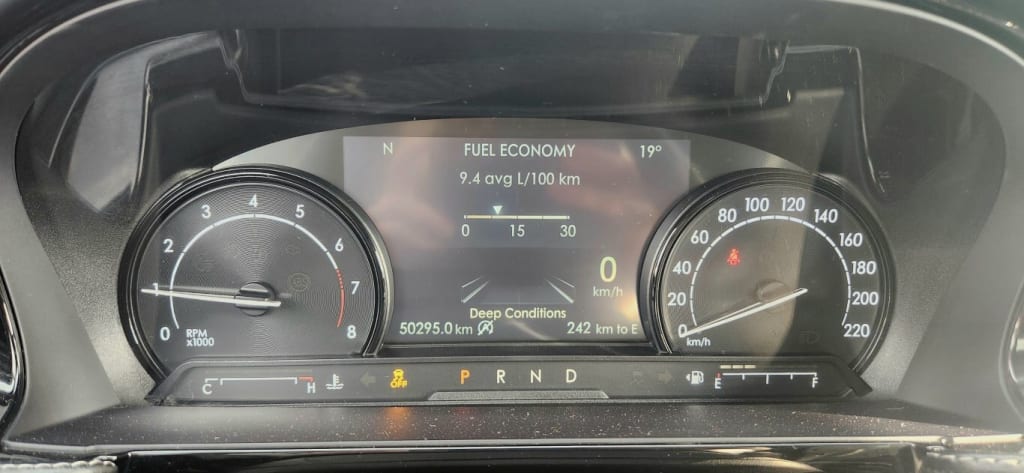 N FUEL ECONOMY 19°
9.4 avg L/100 km
0 15 30
0
km/h
Deep Conditions
50295.0 km 242 km to E
0 1 2 3 4 5 6 7 8
RPM
x1000
0 20 40 60 80 100 120 140 160 180 200 220
km/h
C H OFF P R N D E F